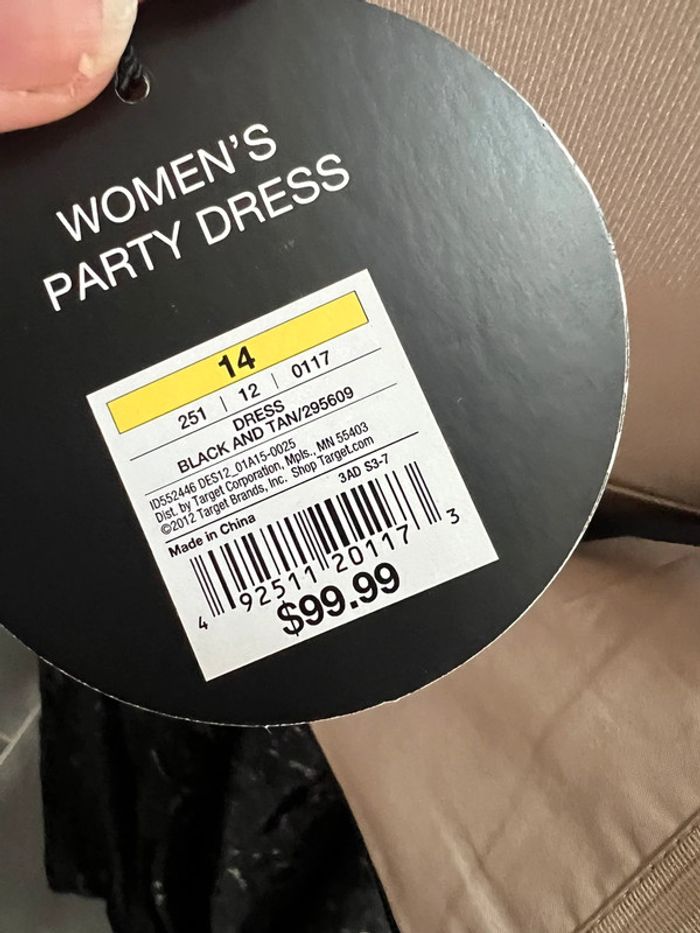 WOMEN'S
PARTY DRESS
14
251 | 12 | 0117
DRESS
BLACK AND TAN/295609
ID552446 DES12_01A15-0025
Dist. by Target Corporation, Mpls., MN 55403
©2012 Target Brands, Inc. Shop Target.com
3AD S3-7
Made in China
4 92511 20117 3
$99.99